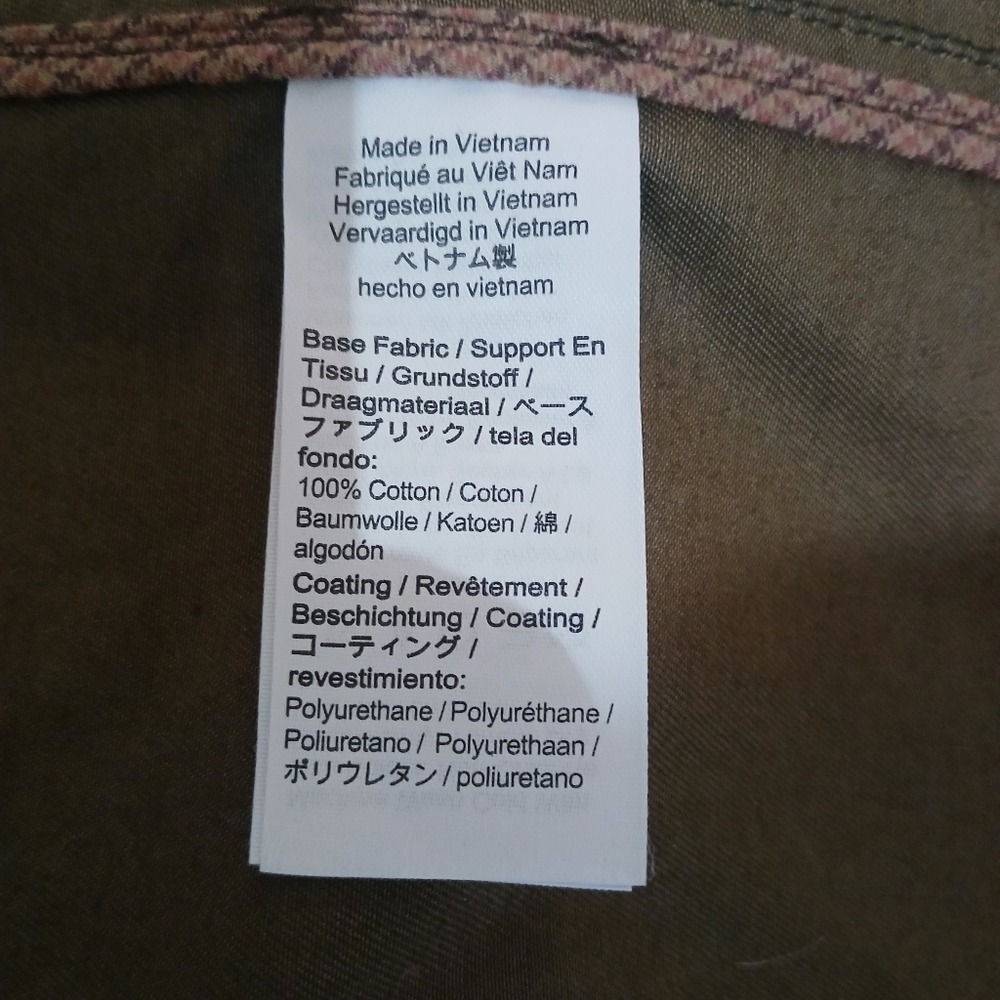 Made in Vietnam
Fabriqué au Viêt Nam
Hergestellt in Vietnam
Vervaardigd in Vietnam
ベトナム製
hecho en vietnam
Base Fabric / Support En
Tissu / Grundstoff /
Draagmateriaal / ベース
ファブリック / tela del
fondo:
100% Cotton / Coton /
Baumwolle / Katoen / 綿 /
algodón
Coating / Revêtement /
Beschichtung / Coating /
コーティング /
revestimiento:
Polyurethane / Polyuréthane /
Poliuretano / Polyurethaan /
ポリウレタン / poliuretano